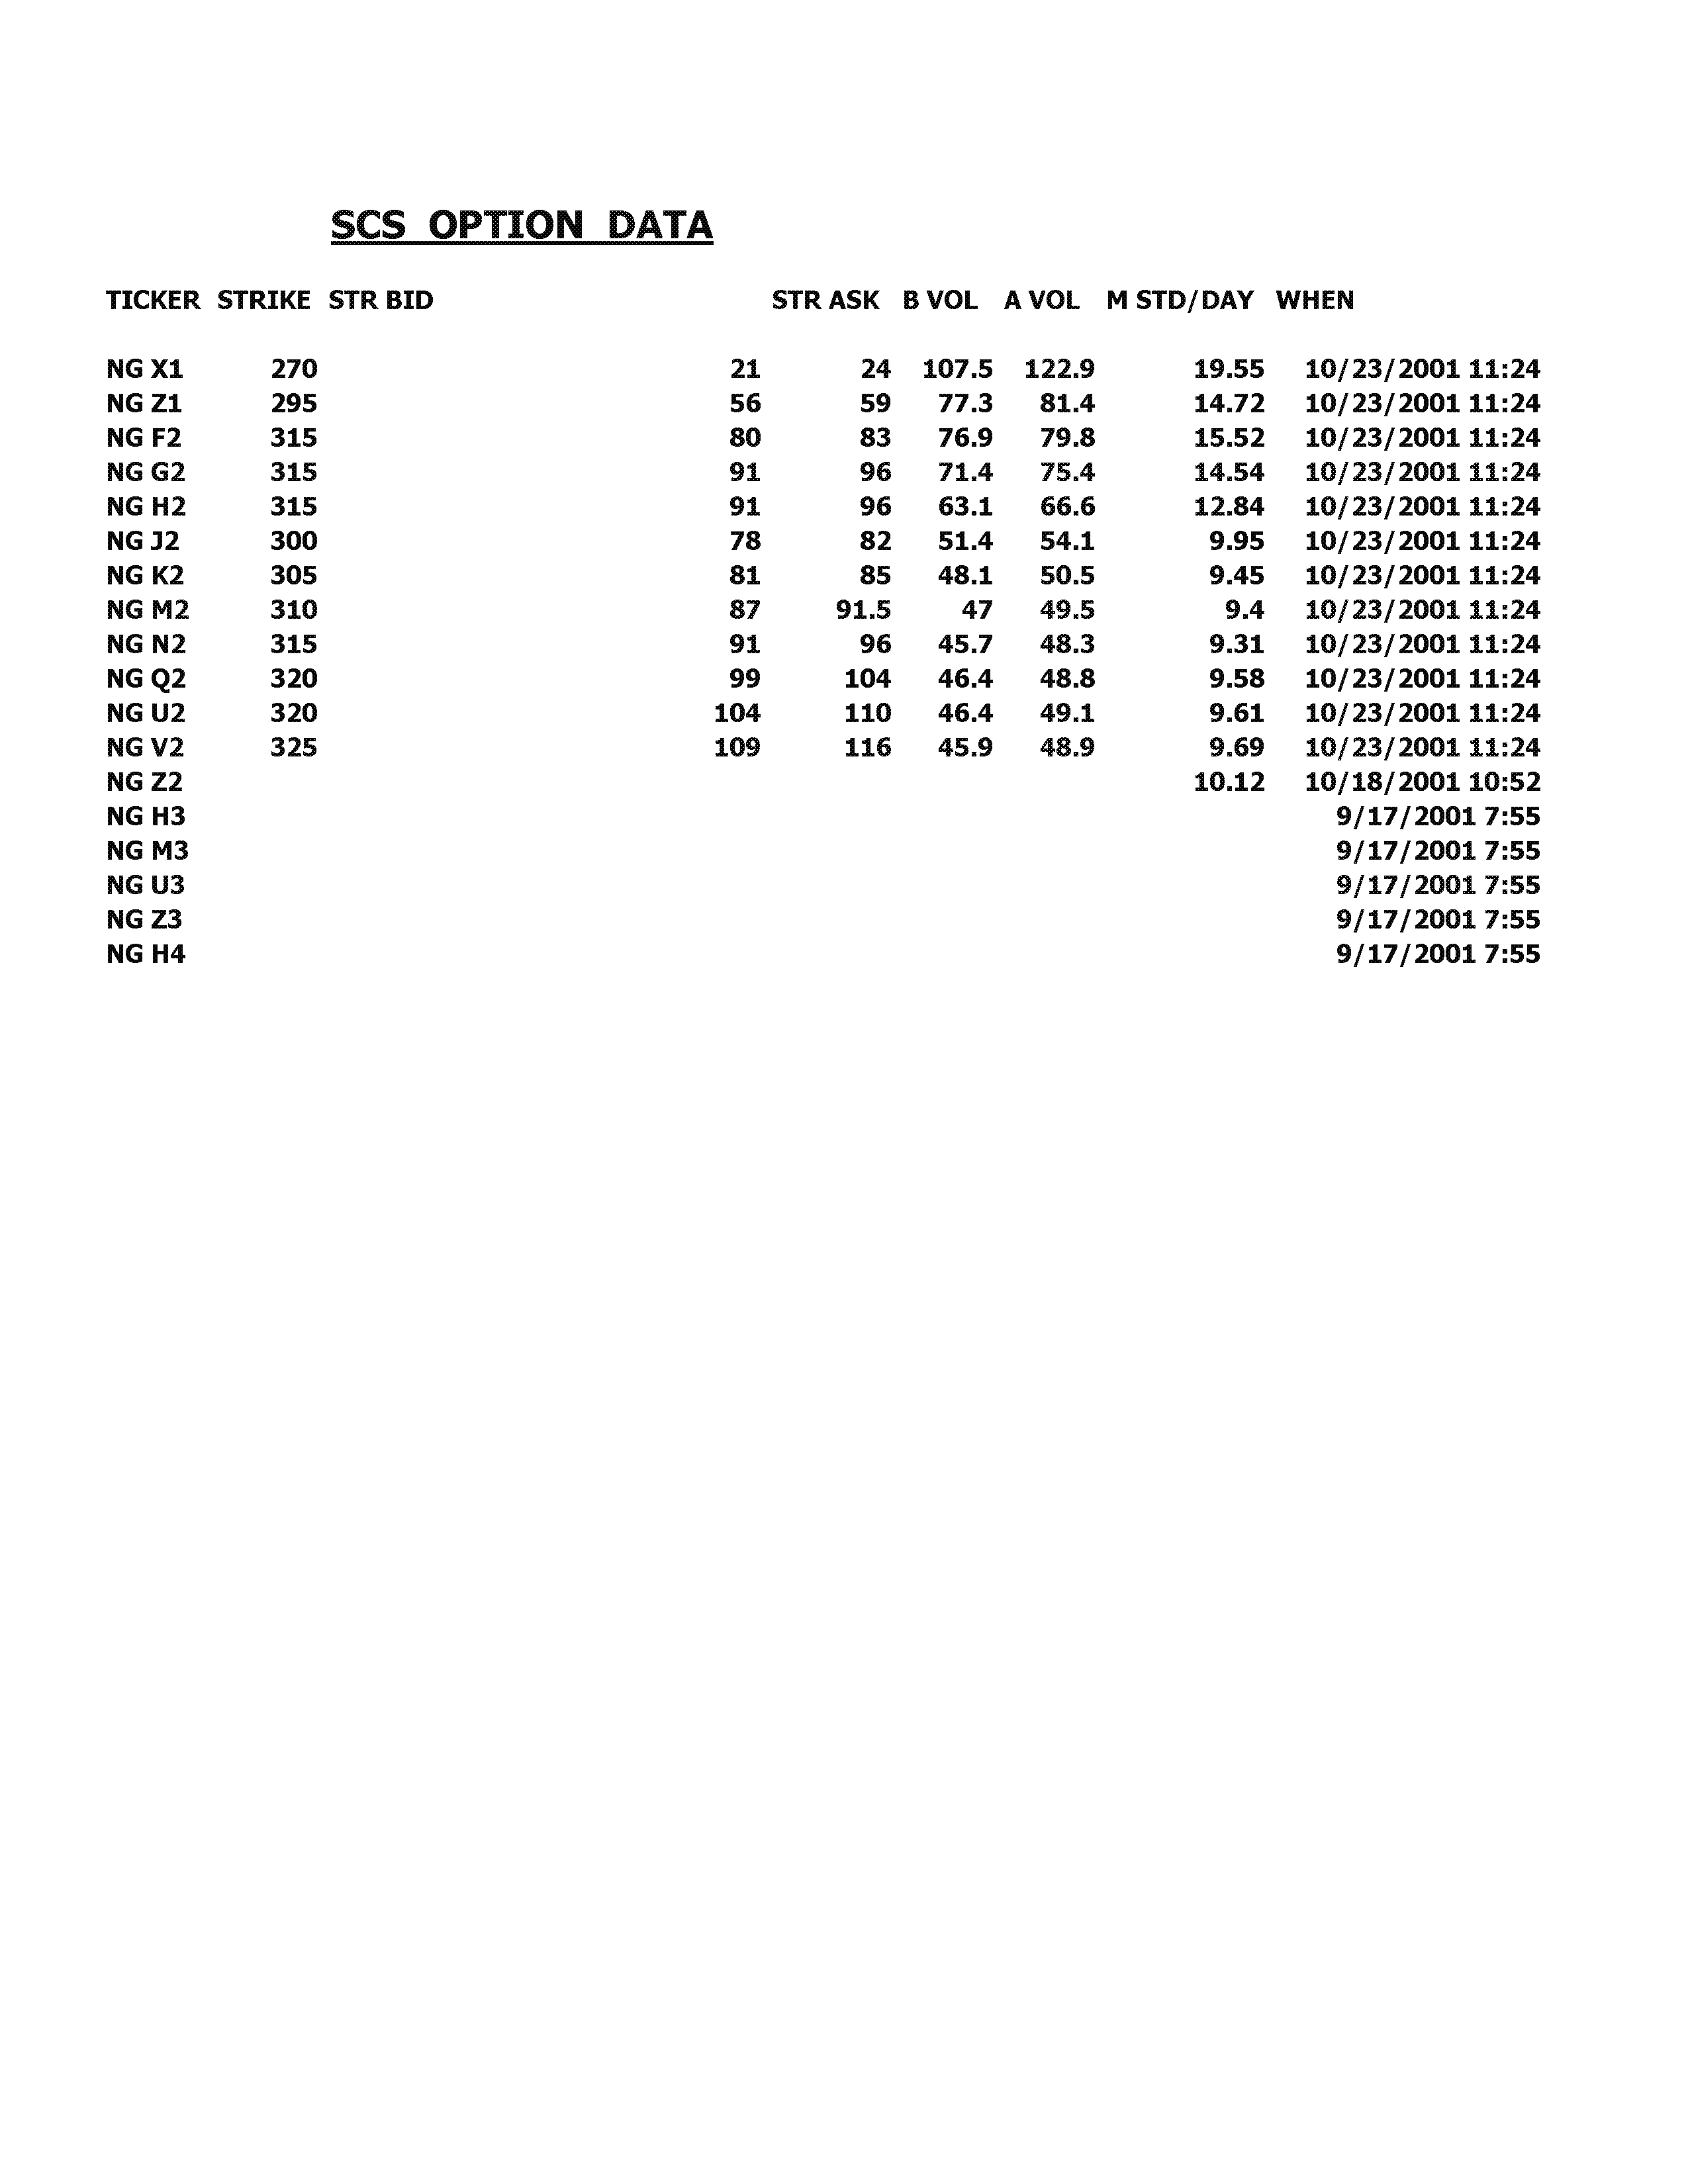 SCS OPTION DATA
TICKER STRIKE STR BID STR ASK B VOL A VOL M STD/DAY WHEN
NG X1 270 21 24 107.5 122.9 19.55 10/23/2001 11:24
NG Z1 295 56 59 77.3 81.4 14.72 10/23/2001 11:24
NG F2 315 80 83 76.9 79.8 15.52 10/23/2001 11:24
NG G2 315 91 96 71.4 75.4 14.54 10/23/2001 11:24
NG H2 315 91 96 63.1 66.6 12.84 10/23/2001 11:24
NG J2 300 78 82 51.4 54.1 9.95 10/23/2001 11:24
NG K2 305 81 85 48.1 50.5 9.45 10/23/2001 11:24
NG M2 310 87 91.5 47 49.5 9.4 10/23/2001 11:24
NG N2 315 91 96 45.7 48.3 9.31 10/23/2001 11:24
NG Q2 320 99 104 46.4 48.8 9.58 10/23/2001 11:24
NG U2 320 104 110 46.4 49.1 9.61 10/23/2001 11:24
NG V2 325 109 116 45.9 48.9 9.69 10/23/2001 11:24
NG Z2 10.12 10/18/2001 10:52
NG H3 9/17/2001 7:55
NG M3 9/17/2001 7:55
NG U3 9/17/2001 7:55
NG Z3 9/17/2001 7:55
NG H4 9/17/2001 7:55